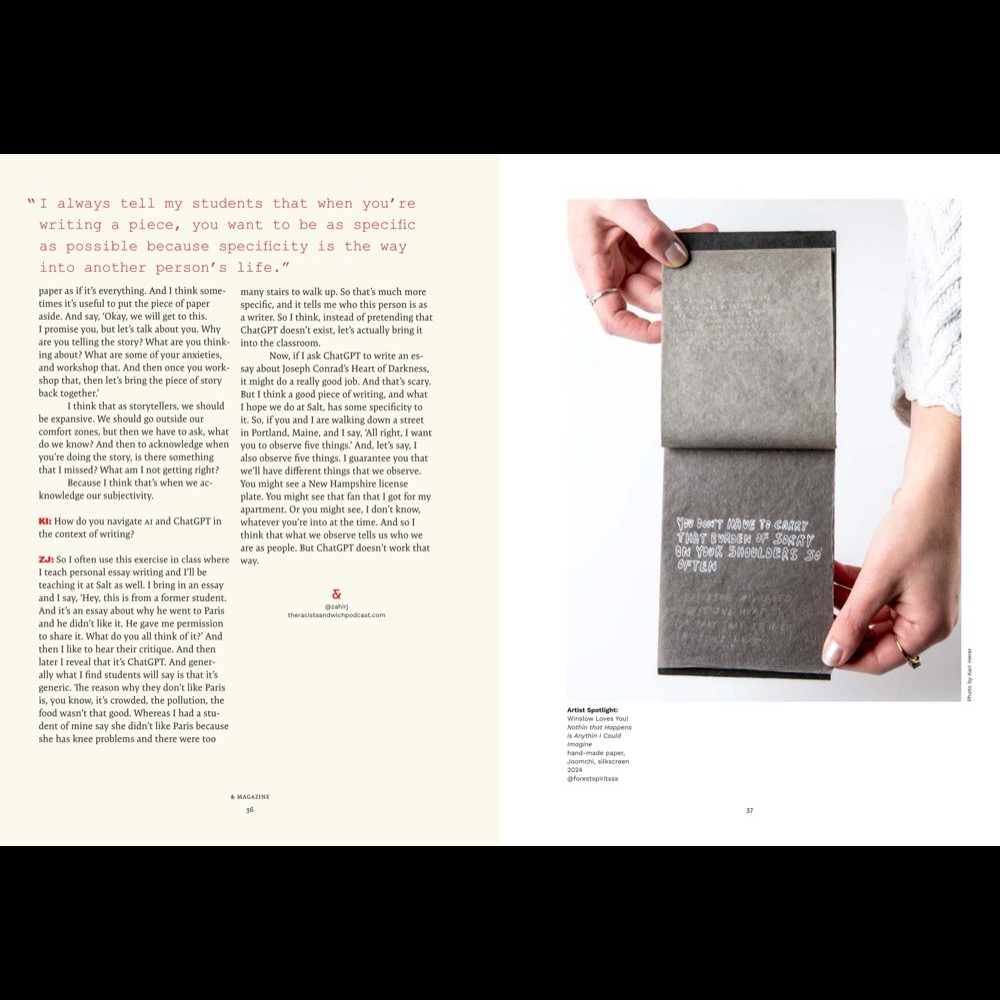 “I always tell my students that when you’re
writing a piece, you want to be as specific
as possible because specificity is the way
into another person’s life.”
paper as if it’s everything. And I think some-
times it’s useful to put the piece of paper
aside. And say, ‘Okay, we will get to this.
I promise you, but let’s talk about you. Why
are you telling the story? What are you think-
ing about? What are some of your anxieties,
and workshop that. And then once you work-
shop that, then let’s bring the piece of story
back together.’
I think that as storytellers, we should
be expansive. We should go outside our
comfort zones, but then we have to ask, what
do we know? And then to acknowledge when
you’re doing the story, is there something
that I missed? What am I not getting right?
Because I think that’s when we ac-
knowledge our subjectivity.
KI: How do you navigate AI and ChatGPT in
the context of writing?
ZJ: So I often use this exercise in class where
I teach personal essay writing and I’ll be
teaching it at Salt as well. I bring in an essay
and I say, ‘Hey, this is from a former student.
And it’s an essay about why he went to Paris
and he didn’t like it. He gave me permission
to share it. What do you all think of it?’ And
then I like to hear their critique. And then
later I reveal that it’s ChatGPT. And gener-
ally what I find students will say is that it’s
generic. The reason why they don’t like Paris
is, you know, it’s crowded, the pollution, the
food wasn’t that good. Whereas I had a stu-
dent of mine say she didn’t like Paris because
she has knee problems and there were too
many stairs to walk up. So that’s much more
specific, and it tells me who this person is as
a writer. So I think, instead of pretending that
ChatGPT doesn’t exist, let’s actually bring it
into the classroom.
Now, if I ask ChatGPT to write an es-
say about Joseph Conrad’s Heart of Darkness,
it might do a really good job. And that’s scary.
But I think a good piece of writing, and what
I hope we do at Salt, has some specificity to
it. So, if you and I are walking down a street
in Portland, Maine, and I say, ‘All right, I want
you to observe five things.’ And, let’s say, I
also observe five things. I guarantee you that
we’ll have different things that we observe.
You might see a New Hampshire license
plate. You might see that fan that I got for my
apartment. Or you might see, I don’t know,
whatever you’re into at the time. And so I
think that what we observe tells us who we
are as people. But ChatGPT doesn’t work that
way.
&
@zahirj
theracistsandwichpodcast.com
& MAGAZINE
36
YOU DON'T HAVE TO CARRY
THAT BURDEN OF SORRY
ON YOUR SHOULDERS SO
OFTEN
Photo by Kari Herer
Artist Spotlight:
Winslow Loves You!
Nothin that Happens
is Anythin I Could
Imagine
hand-made paper,
Joomchi, silkscreen
2024
@forestspiritsss
37